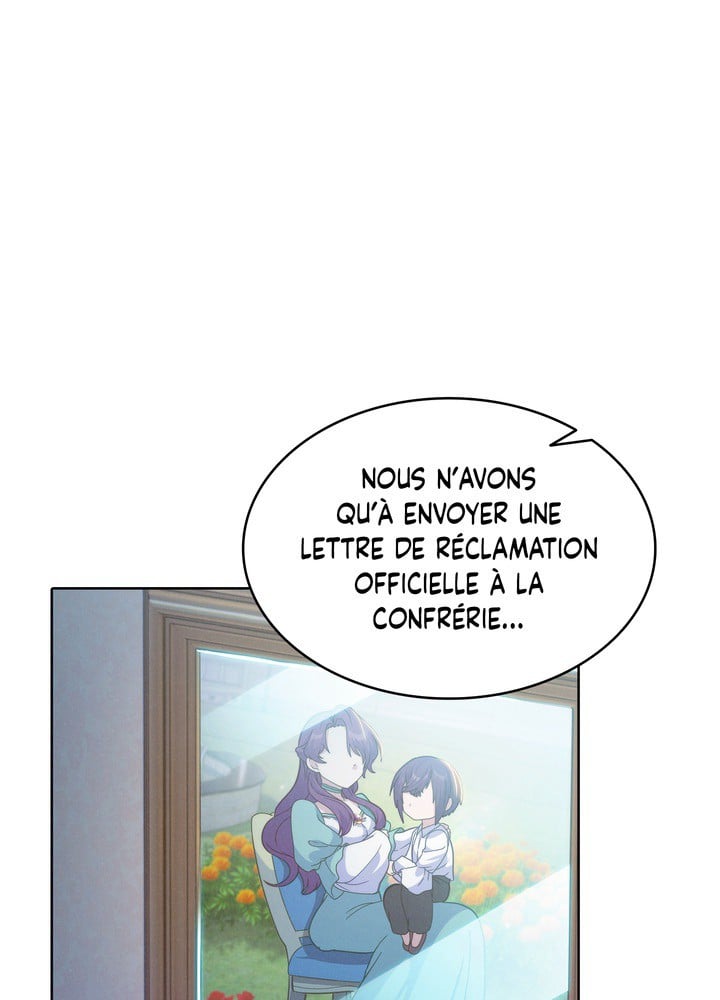 NOUS N'AVONS
QU'À ENVOYER UNE
LETTRE DE RÉCLAMATION
OFFICIELLE À LA
CONFRÉRIE...